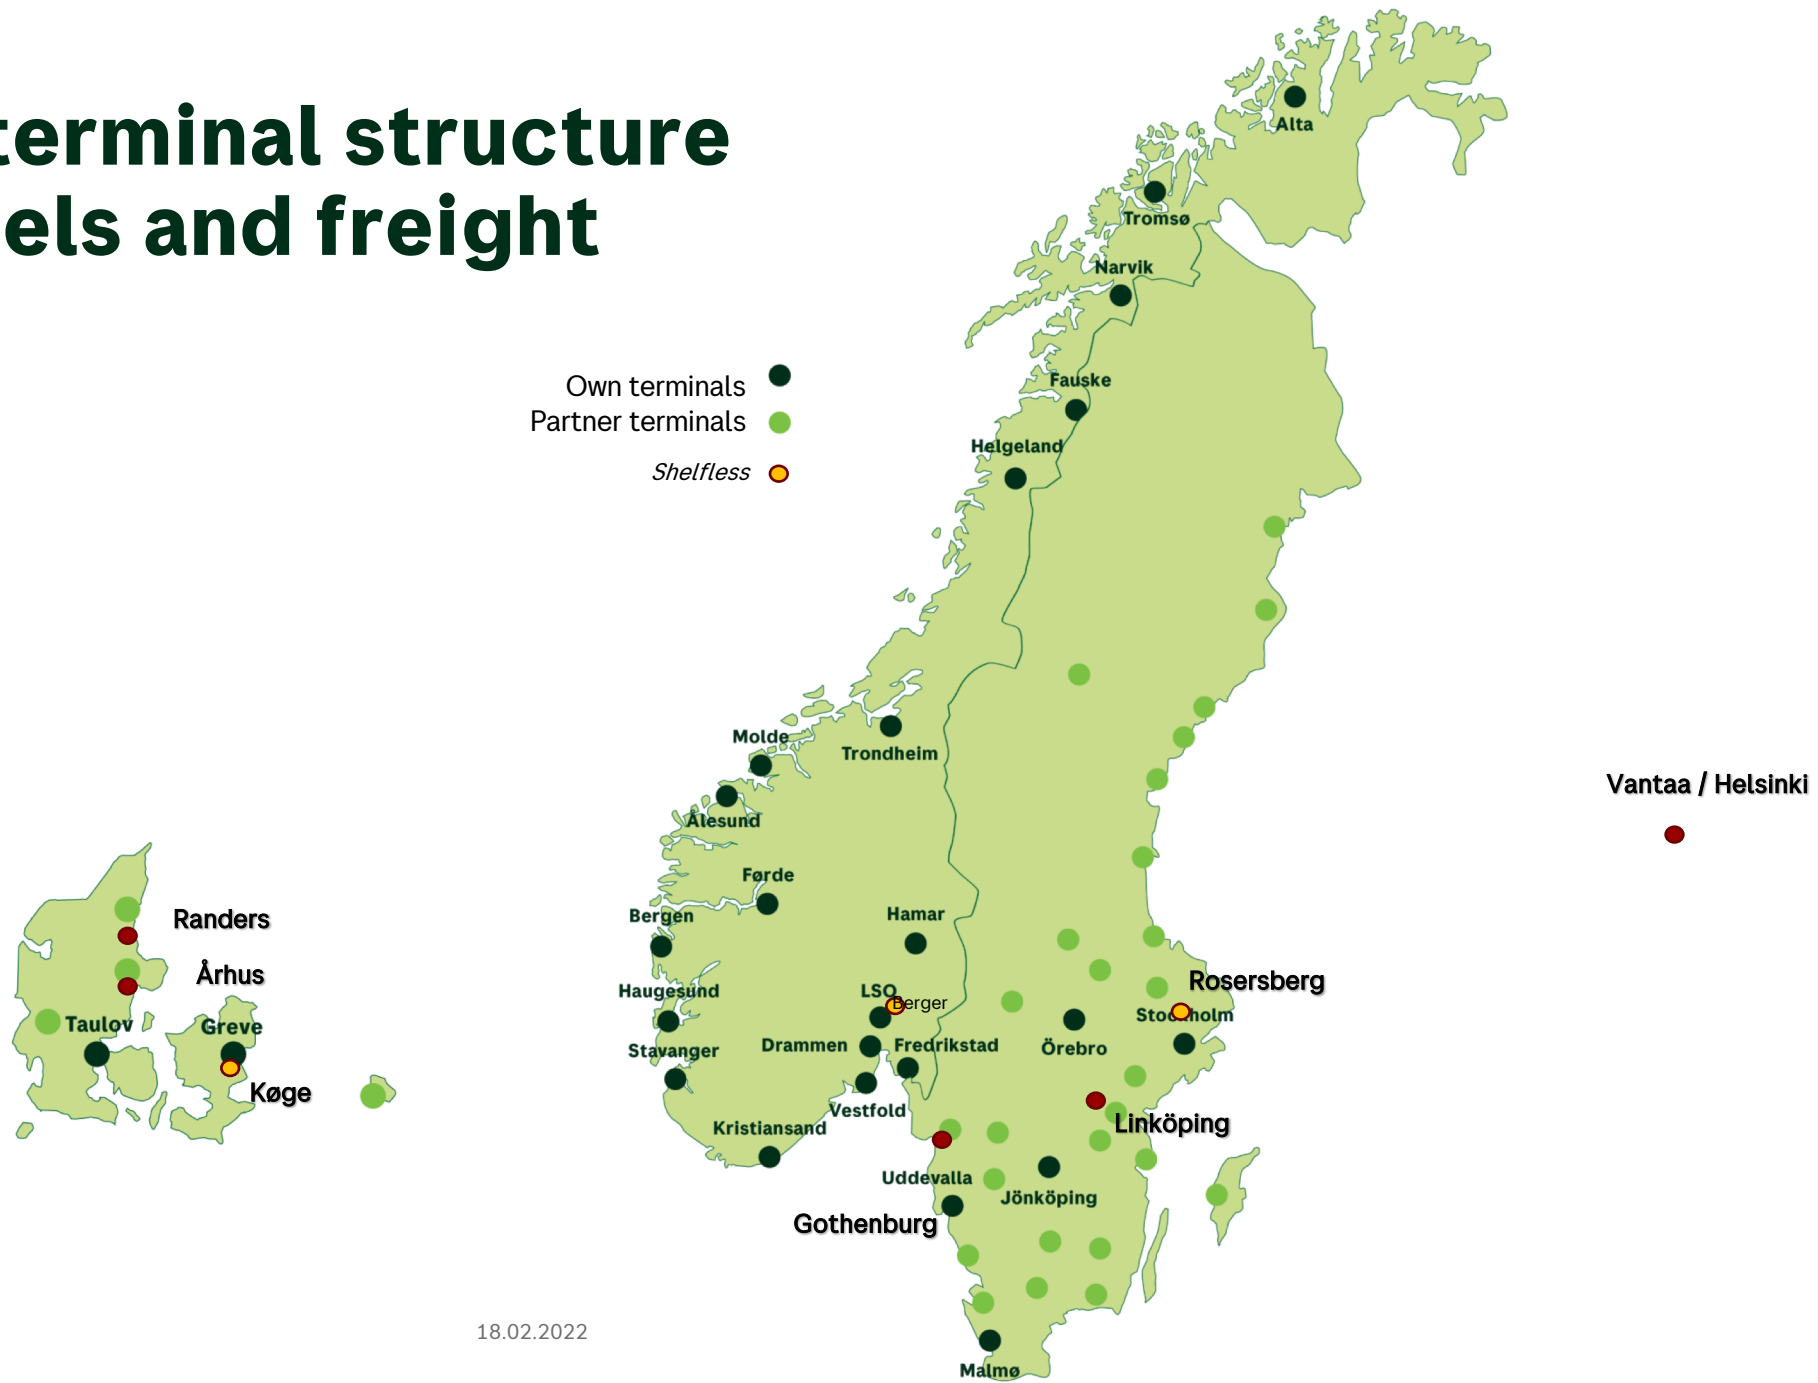 terminal structure
els and freight
Own terminals
Partner terminals
Shelfless
Alta
Tromsø
Narvik
Fauske
Helgeland
Molde
Trondheim
Ålesund
Førde
Bergen
Hamar
Haugesund
LSO
Berger
Stavanger
Drammen
Fredrikstad
Vestfold
Kristiansand
Uddevalla
Gothenburg
Jönköping
Örebro
Rosersberg
Stockholm
Linköping
Malmø
Vantaa / Helsinki
Randers
Århus
Taulov
Greve
Køge
18.02.2022